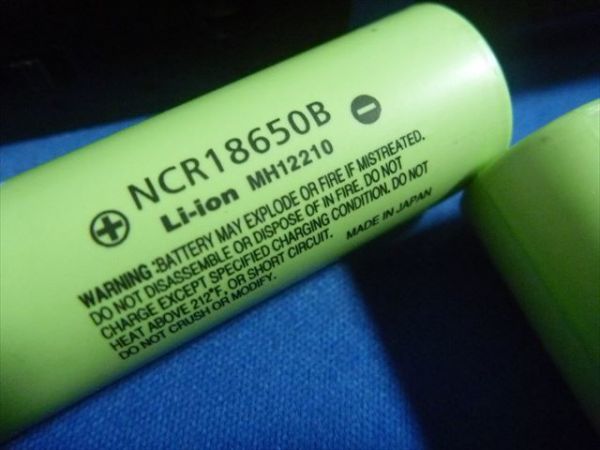 NCR18650B
Li-ion MH12210
WARNING :BATTERY MAY EXPLODE OR FIRE IF MISTREATED.
DO NOT DISASSEMBLE OR DISPOSE OF IN FIRE. DO NOT
CHARGE EXCEPT SPECIFIED CHARGING CONDITION. DO NOT
HEAT ABOVE 212°F, OR SHORT CIRCUIT.
DO NOT CRUSH OR MODIFY.
MADE IN JAPAN